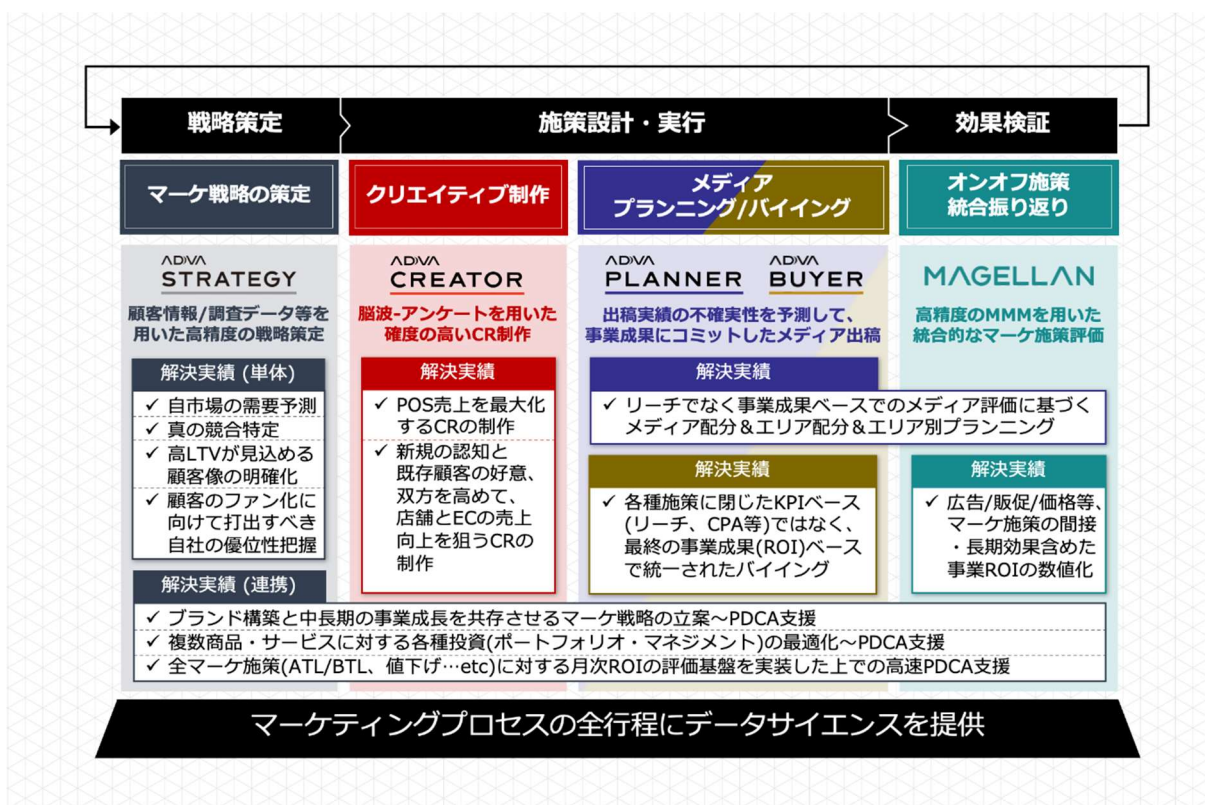 戦略策定
施策設計・実行
効果検証
マーケ戦略の策定
クリエイティブ制作
メディア
プランニング/バイイング
オンオフ施策
統合振り返り
ADVA
STRATEGY
顧客情報/調査データ等を
用いた高精度の戦略策定
解決実績 (単体)
✓ 自市場の需要予測
✓ 真の競合特定
✓ 高LTVが見込める
顧客像の明確化
✓ 顧客のファン化に
向けて打出すべき
自社の優位性把握
ADVA
CREATOR
脳波-アンケートを用いた
確度の高いCR制作
解決実績
✓ POS売上を最大化
するCRの制作
✓ 新規の認知と
既存顧客の好意、
双方を高めて、
店舗とECの売上
向上を狙うCRの
制作
ADVA
PLANNER
ADVA
BUYER
出稿実績の不確実性を予測して、
事業成果にコミットしたメディア出稿
解決実績
✓ リーチでなく事業成果ベースでのメディア評価に基づく
メディア配分＆エリア配分＆エリア別プランニング
解決実績
✓ 各種施策に閉じたKPIベース
(リーチ、CPA等)ではなく、
最終の事業成果(ROI)ベース
で統一されたバイイング
MAGELLAN
高精度のMMMを用いた
統合的なマーケ施策評価
解決実績
✓ 広告/販促/価格等、
マーケ施策の間接
・長期効果含めた
事業ROIの数値化
解決実績 (連携)
✓ ブランド構築と中長期の事業成長を共存させるマーケ戦略の立案～PDCA支援
✓ 複数商品・サービスに対する各種投資(ポートフォリオ・マネジメント)の最適化～PDCA支援
✓ 全マーケ施策(ATL/BTL、値下げ…etc)に対する月次ROIの評価基盤を実装した上での高速PDCA支援
マーケティングプロセスの全行程にデータサイエンスを提供